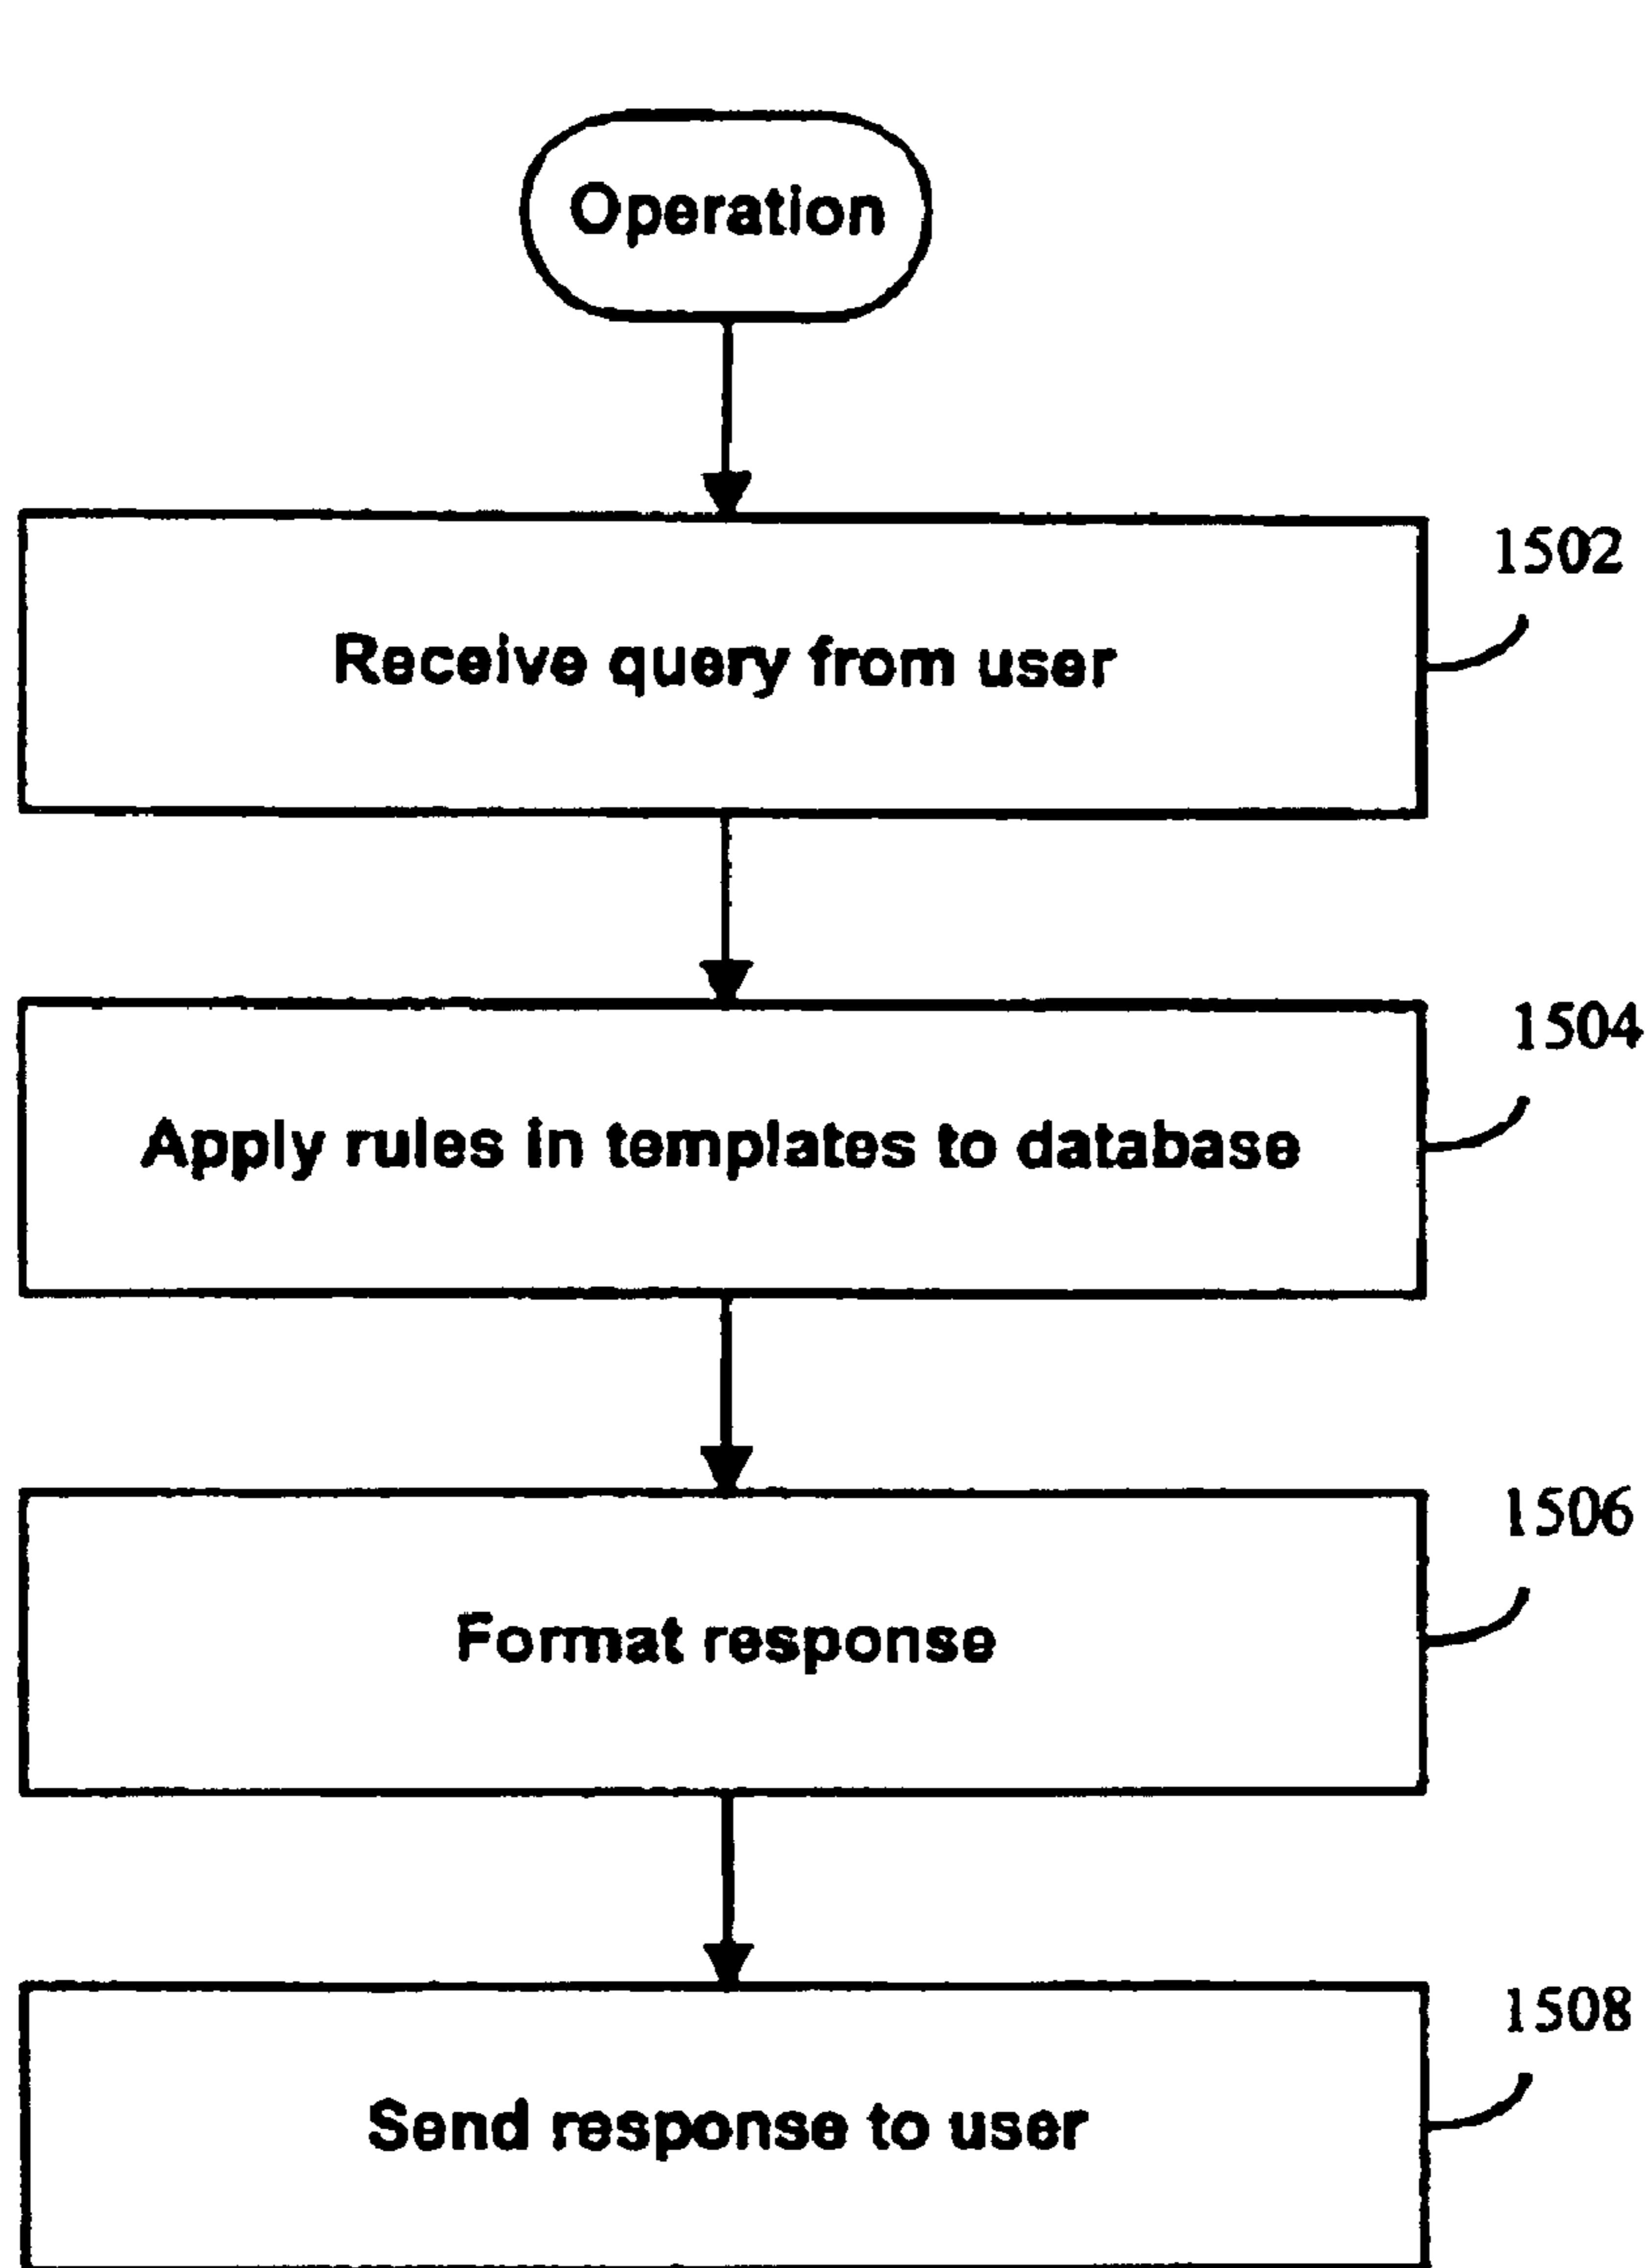 Operation
1502
Receive query from user
1504
Apply rules in templates to database
1506
Format response
1508
Send response to user